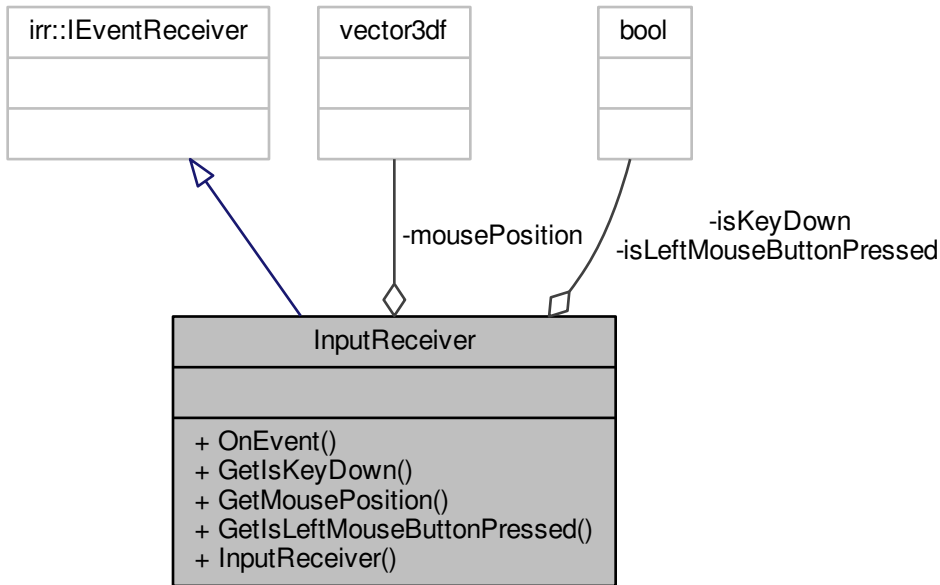 irr::IEventReceiver
vector3df
bool
-mousePosition
-isKeyDown
-isLeftMouseButtonPressed
InputReceiver
+ OnEvent()
+ GetIsKeyDown()
+ GetMousePosition()
+ GetIsLeftMouseButtonPressed()
+ InputReceiver()